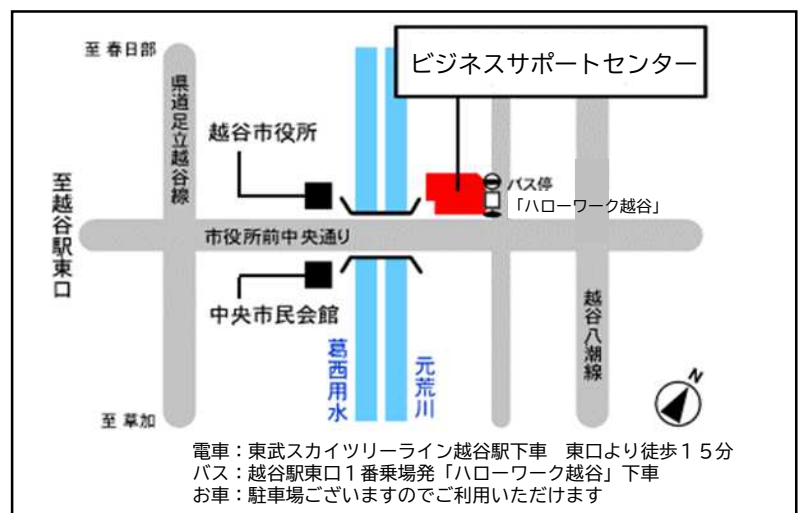 至 春日部
ビジネスサポートセンター
県道足立越谷線
越谷市役所
至越谷駅東口
バス停
「ハローワーク越谷」
市役所前中央通り
中央市民会館
葛西用水
元荒川
越谷八潮線
N
至 草加
電車:東武スカイツリーライン越谷駅下車 東口より徒歩15分
バス:越谷駅東口1番乗場発「ハローワーク越谷」下車
お車:駐車場ございますのでご利用いただけます